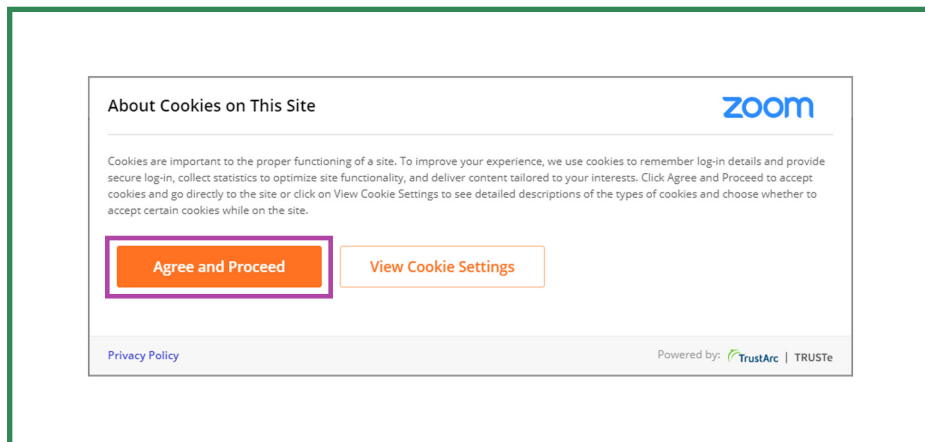 About Cookies on This Site
zoom
Cookies are important to the proper functioning of a site. To improve your experience, we use cookies to remember log-in details and provide
secure log-in, collect statistics to optimize site functionality, and deliver content tailored to your interests. Click Agree and Proceed to accept
cookies and go directly to the site or click on View Cookie Settings to see detailed descriptions of the types of cookies and choose whether to
accept certain cookies while on the site.
Agree and Proceed
View Cookie Settings
Privacy Policy
Powered by: TrustArc | TRUSTe